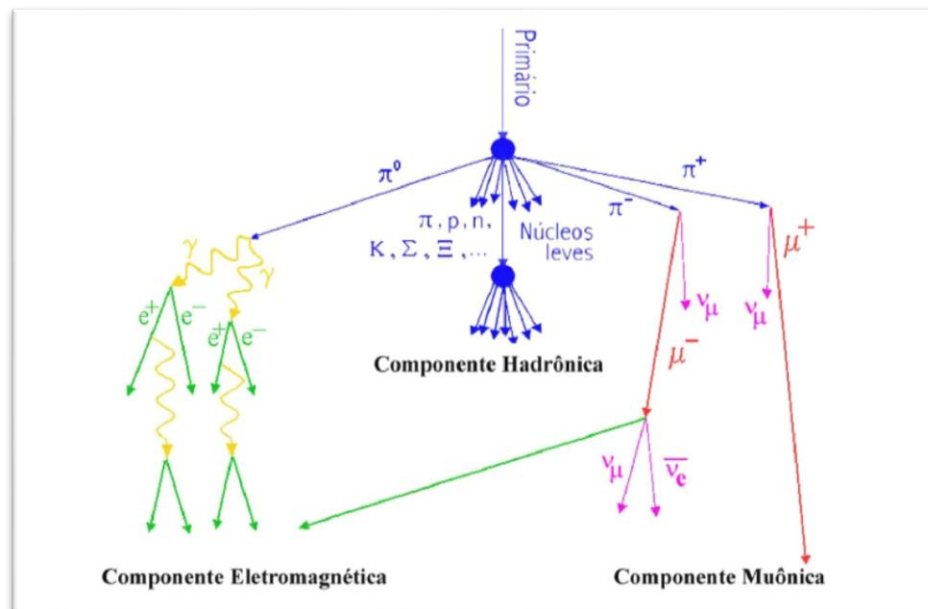 Primário
π⁰
π⁺
π⁻
π , p , n ,
K , Σ , Ξ ,...
Núcleos
leves
γ
γ
e⁺ e⁻
e⁺ e⁻
ν_μ
ν_μ
μ⁺
μ⁻
Componente Hadrônica
ν_μ
ν̅_e
Componente Eletromagnética
Componente Muônica